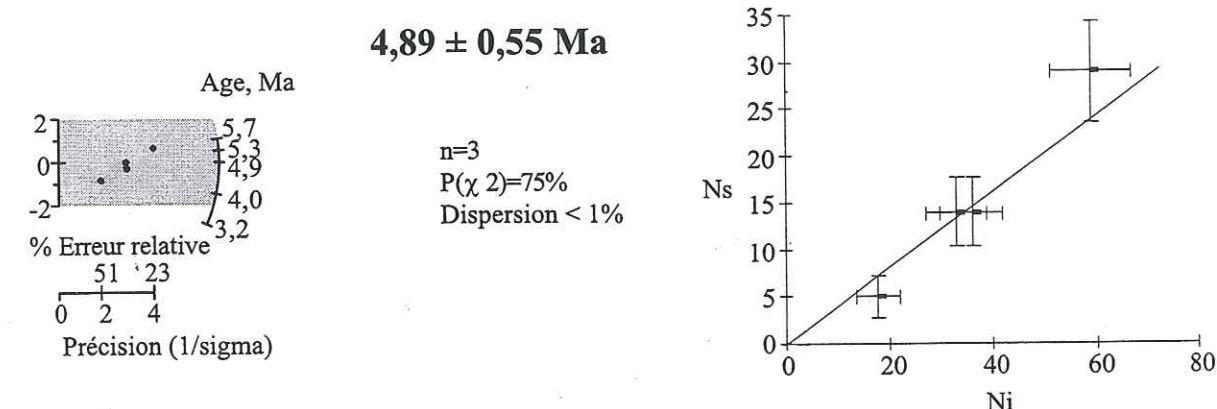 4,89 ± 0,55 Ma
Age, Ma
2
0
-2
5,7
5,3
4,9
4,0
3,2
% Erreur relative
51 23
0 2 4
Précision (1/sigma)
n=3
P(χ 2)=75%
Dispersion < 1%
35
30
25
20
15
10
5
0
Ns
0 20 40 60 80
Ni